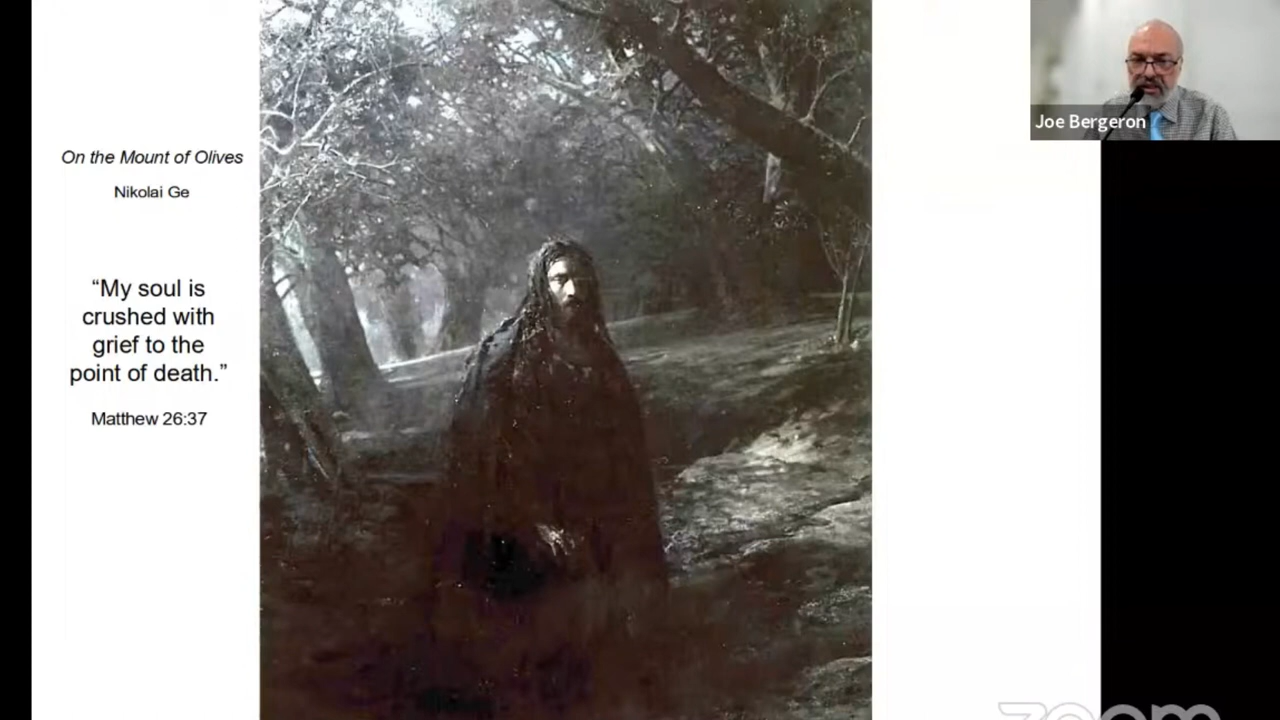 On the Mount of Olives
Nikolai Ge
“My soul is
crushed with
grief to the
point of death.”
Matthew 26:37
Joe Bergeron
zoom